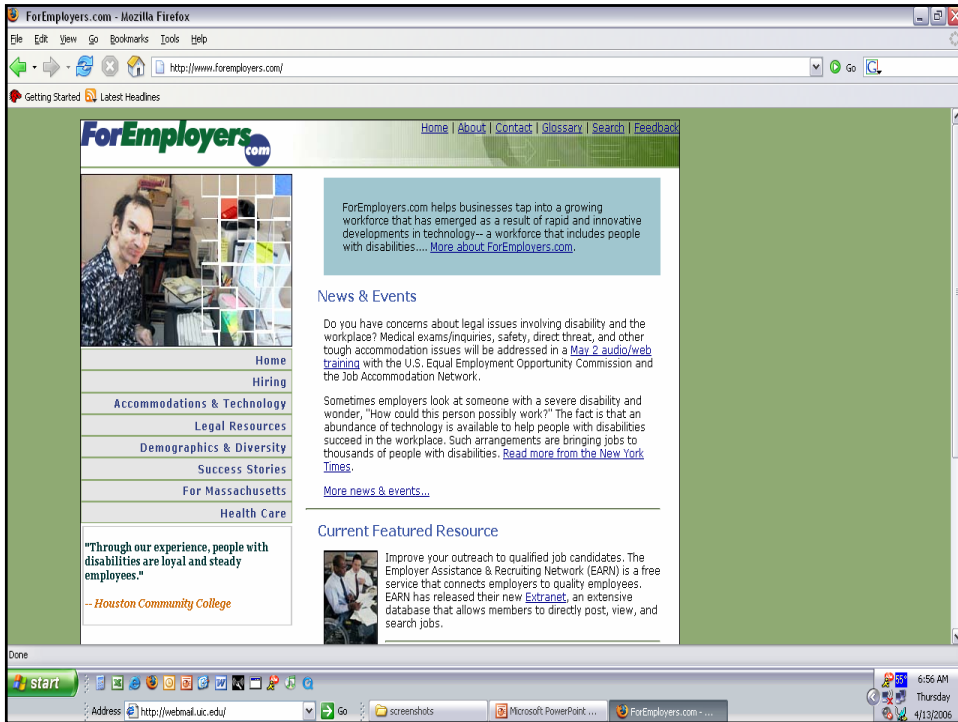 ForEmployers.com - Mozilla Firefox
File Edit View Go Bookmarks Tools Help
http://www.foremployers.com/
Go
G
Getting Started Latest Headlines
ForEmployers.com
Home | About | Contact | Glossary | Search | Feedback
ForEmployers.com helps businesses tap into a growing
workforce that has emerged as a result of rapid and innovative
developments in technology-- a workforce that includes people
with disabilities.... More about ForEmployers.com.
Home
Hiring
Accommodations & Technology
Legal Resources
Demographics & Diversity
Success Stories
For Massachusetts
Health Care
"Through our experience, people with
disabilities are loyal and steady
employees."
-- Houston Community College
News & Events
Do you have concerns about legal issues involving disability and the
workplace? Medical exams/inquiries, safety, direct threat, and other
tough accommodation issues will be addressed in a May 2 audio/web
training with the U.S. Equal Employment Opportunity Commission and
the Job Accommodation Network.
Sometimes employers look at someone with a severe disability and
wonder, "How could this person possibly work?" The fact is that an
abundance of technology is available to help people with disabilities
succeed in the workplace. Such arrangements are bringing jobs to
thousands of people with disabilities. Read more from the New York
Times.
More news & events...
Current Featured Resource
Improve your outreach to qualified job candidates. The
Employer Assistance & Recruiting Network (EARN) is a free
service that connects employers to quality employees.
EARN has released their new Extranet, an extensive
database that allows members to directly post, view, and
search jobs.
Done
start
55°
6:56 AM
Thursday
4/13/2006
Address http://webmail.uic.edu/
Go
screenshots
Microsoft PowerPoint ...
ForEmployers.com - ...